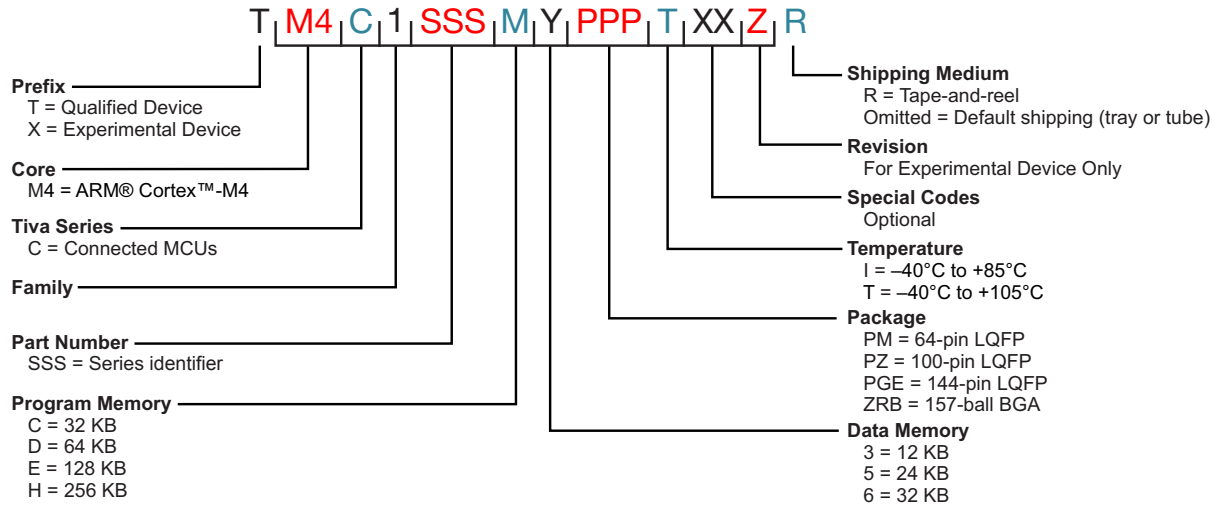 T M4 C 1 SSS M Y PPP T XX Z R
Prefix
T = Qualified Device
X = Experimental Device
Core
M4 = ARM® Cortex™-M4
Tiva Series
C = Connected MCUs
Family
Part Number
SSS = Series identifier
Program Memory
C = 32 KB
D = 64 KB
E = 128 KB
H = 256 KB
Shipping Medium
R = Tape-and-reel
Omitted = Default shipping (tray or tube)
Revision
For Experimental Device Only
Special Codes
Optional
Temperature
I = –40°C to +85°C
T = –40°C to +105°C
Package
PM = 64-pin LQFP
PZ = 100-pin LQFP
PGE = 144-pin LQFP
ZRB = 157-ball BGA
Data Memory
3 = 12 KB
5 = 24 KB
6 = 32 KB